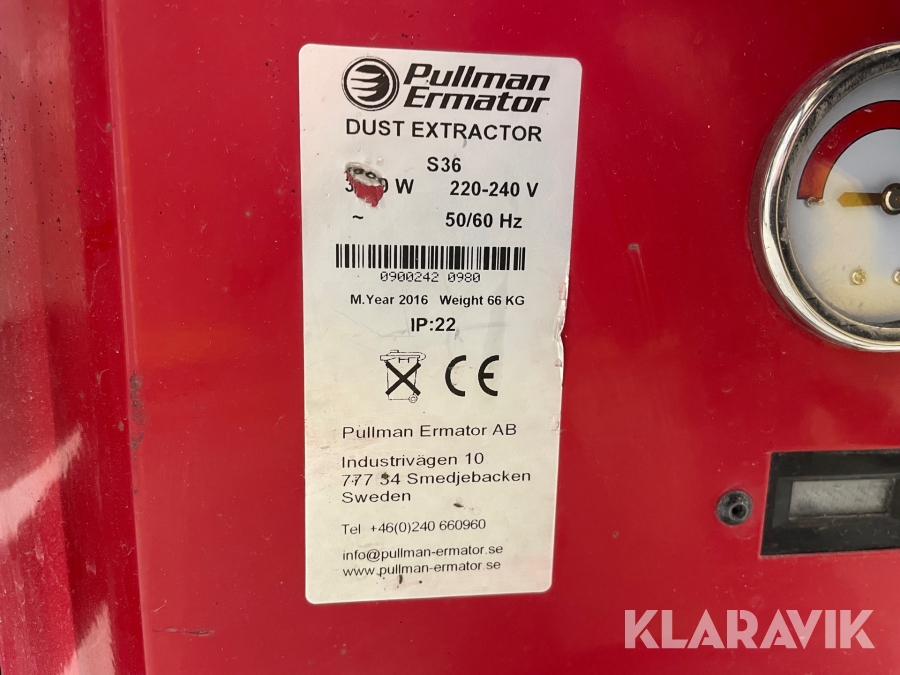 Pullman
Ermator
DUST EXTRACTOR
S36
W 220-240 V
~ 50/60 Hz
0900242 0980
M.Year 2016 Weight 66 KG
IP:22
CE
Pullman Ermator AB
Industrivägen 10
777 34 Smedjebacken
Sweden
Tel +46(0)240 660960
info@pullman-ermator.se
www.pullman-ermator.se
KLARAVIK